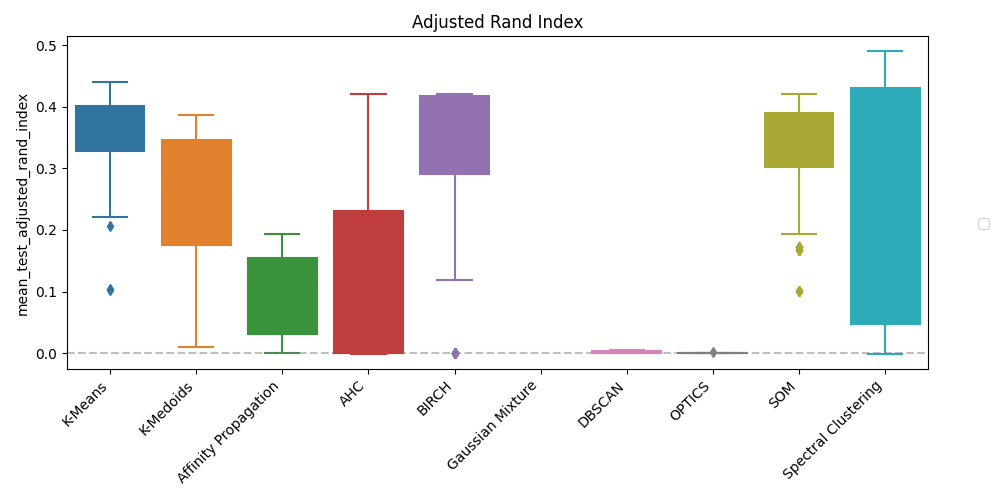 Adjusted Rand Index
mean_test_adjusted_rand_index
0.5
0.4
0.3
0.2
0.1
0.0
K-Means
K-Medoids
Affinity Propagation
AHC
BIRCH
Gaussian Mixture
DBSCAN
OPTICS
SOM
Spectral Clustering